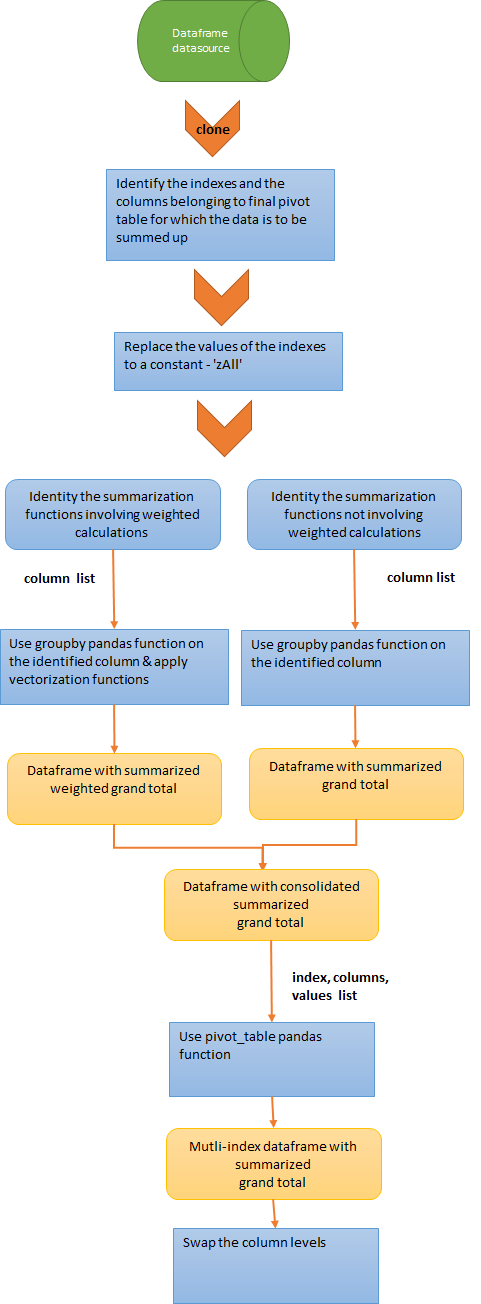 Dataframe
datasource
clone
Identify the indexes and the
columns belonging to final pivot
table for which the data is to be
summed up
Replace the values of the indexes
to a constant - 'zAll'
Identity the summarization
functions involving weighted
calculations
Identity the summarization
functions not involving
weighted calculations
column list
column list
Use groupby pandas function on
the identified column & apply
vectorization functions
Use groupby pandas function on
the identified column
Dataframe with summarized
weighted grand total
Dataframe with summarized
grand total
Dataframe with consolidated
summarized
grand total
index, columns,
values list
Use pivot_table pandas
function
Mutli-index dataframe with
summarized
grand total
Swap the column levels